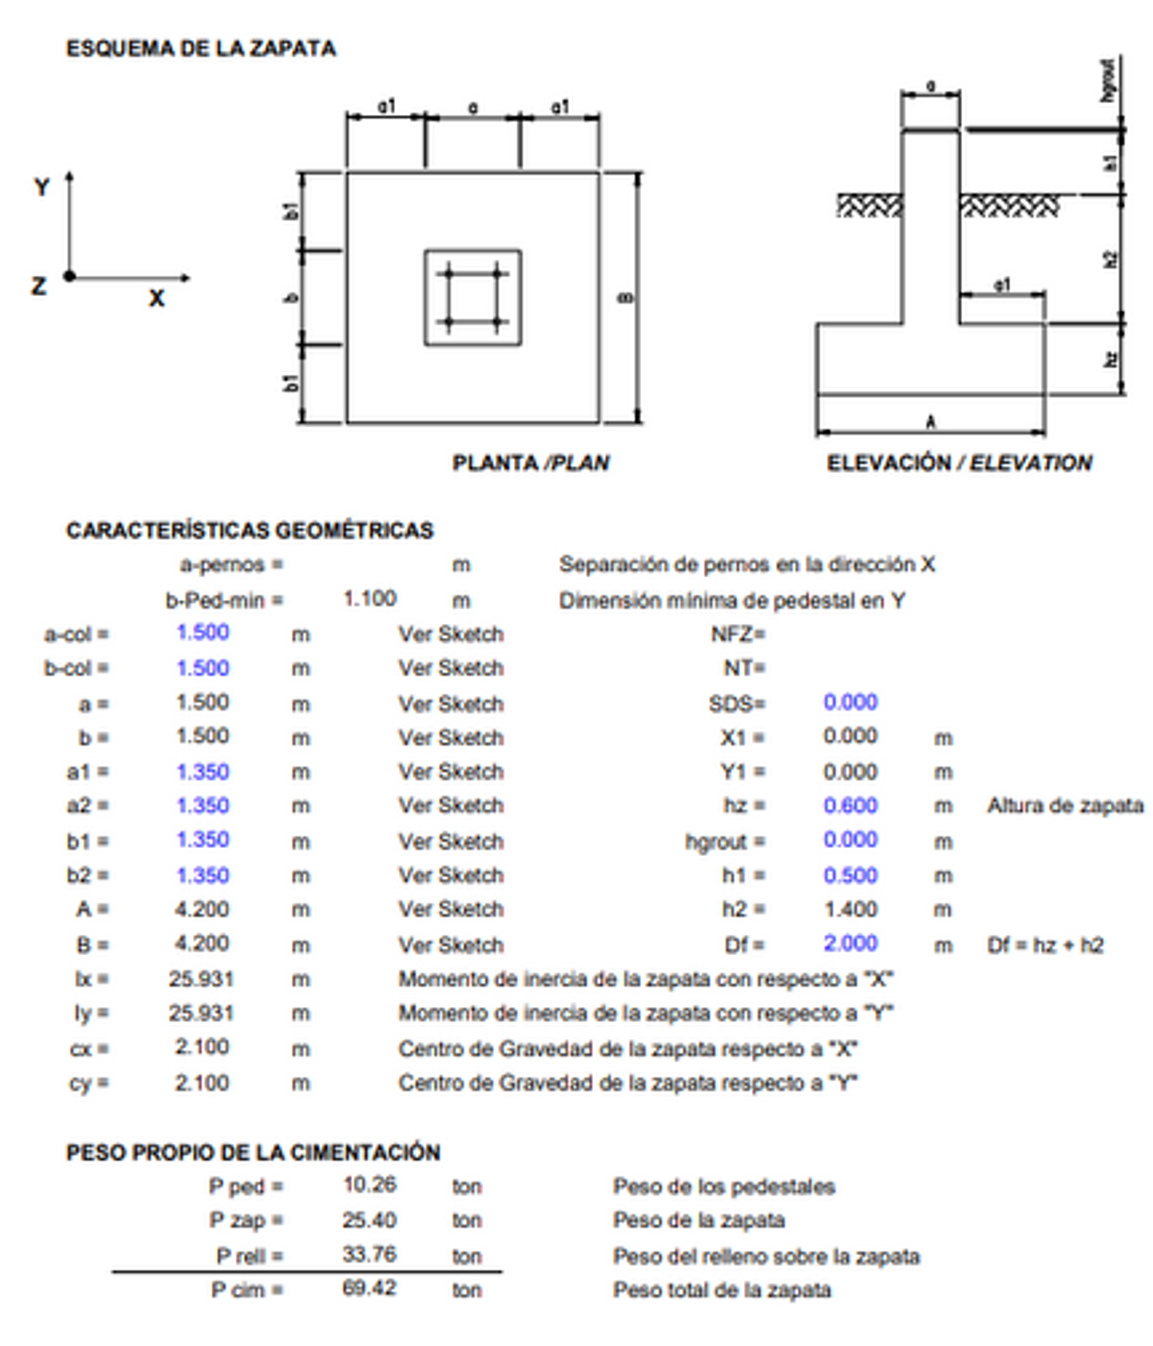 ESQUEMA DE LA ZAPATA
a1 a a1
b1
b
b1
B
Y
Z
X
a
hgrout
h1
h2
a1
hz
A
PLANTA /PLAN
ELEVACIÓN / ELEVATION
CARACTERÍSTICAS GEOMÉTRICAS
a-pernos = m Separación de pernos en la dirección X
b-Ped-min = 1.100 m Dimensión mínima de pedestal en Y
a-col = 1.500 m Ver Sketch NFZ=
b-col = 1.500 m Ver Sketch NT=
a = 1.500 m Ver Sketch SDS= 0.000
b = 1.500 m Ver Sketch X1 = 0.000 m
a1 = 1.350 m Ver Sketch Y1 = 0.000 m
a2 = 1.350 m Ver Sketch hz = 0.600 m Altura de zapata
b1 = 1.350 m Ver Sketch hgrout = 0.000 m
b2 = 1.350 m Ver Sketch h1 = 0.500 m
A = 4.200 m Ver Sketch h2 = 1.400 m
B = 4.200 m Ver Sketch Df = 2.000 m Df = hz + h2
Ix = 25.931 m Momento de inercia de la zapata con respecto a "X"
Iy = 25.931 m Momento de inercia de la zapata con respecto a "Y"
cx = 2.100 m Centro de Gravedad de la zapata respecto a "X"
cy = 2.100 m Centro de Gravedad de la zapata respecto a "Y"
PESO PROPIO DE LA CIMENTACIÓN
P ped = 10.26 ton Peso de los pedestales
P zap = 25.40 ton Peso de la zapata
P rell = 33.76 ton Peso del relleno sobre la zapata
P cim = 69.42 ton Peso total de la zapata